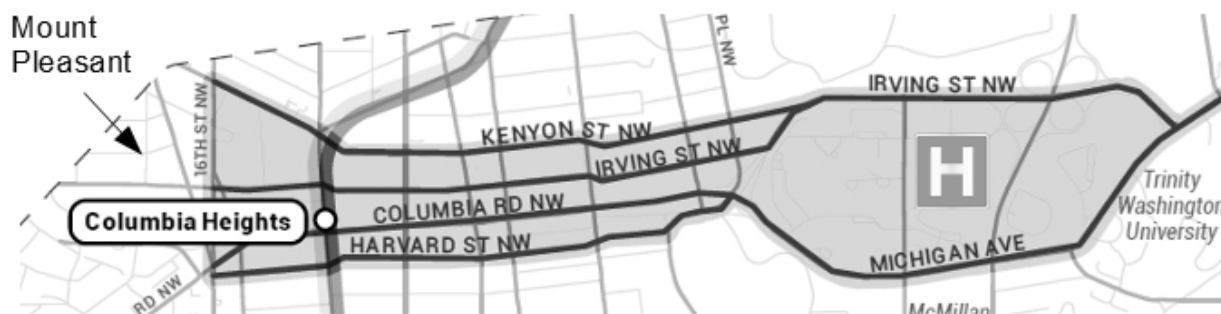 Mount
Pleasant
16TH ST NW
PL NW
IRVING ST NW
KENYON ST NW
IRVING ST NW
H
COLUMBIA RD NW
Columbia Heights
HARVARD ST NW
Trinity
Washington
University
MICHIGAN AVE
RD NW
McMillan